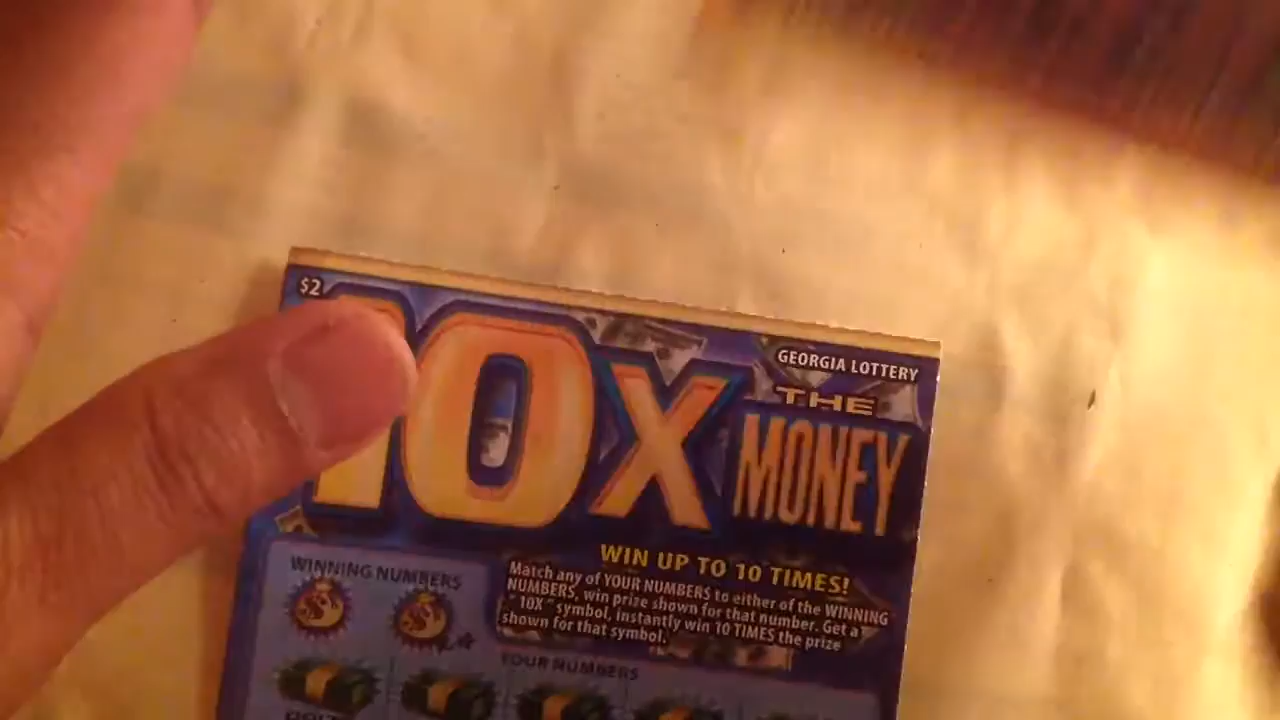 $2
10X
GEORGIA LOTTERY
THE
MONEY
WIN UP TO 10 TIMES!
WINNING NUMBERS
Match any of YOUR NUMBERS to either of the WINNING
NUMBERS, win prize shown for that number. Get a
"10X" symbol, instantly win 10 TIMES the prize
shown for that symbol.
YOUR NUMBERS